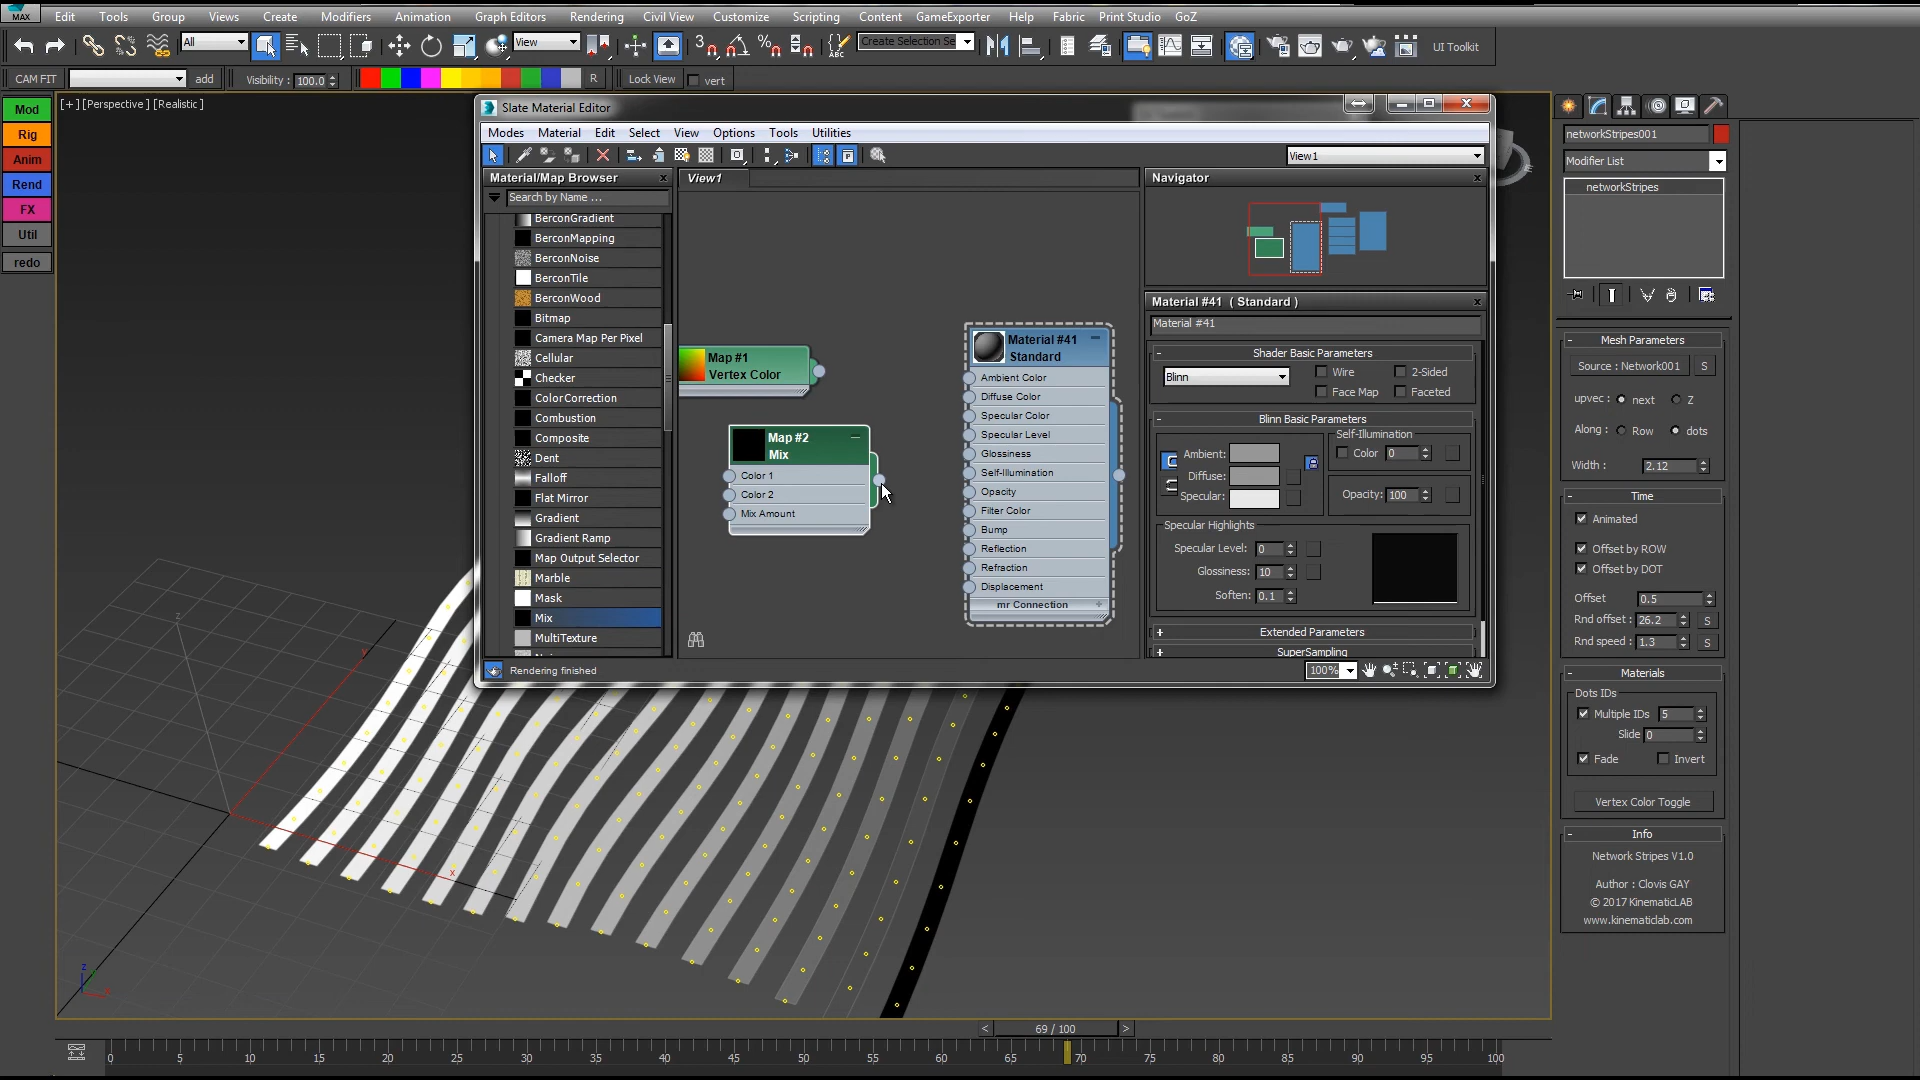 MAX Edit Tools Group Views Create Modifiers Animation Graph Editors Rendering Civil View Customize Scripting Content GameExporter Help Fabric Print Studio GoZ
All View 3 % ABC Create Selection Se UI Toolkit
CAM FIT add Visibility : 100.0 R Lock View vert
[+] [Perspective ] [Realistic ]
Mod
Rig
Anim
Rend
FX
Util
redo
Slate Material Editor
Modes Material Edit Select View Options Tools Utilities
View1
Material/Map Browser
Search by Name ...
BerconGradient
BerconMapping
BerconNoise
BerconTile
BerconWood
Bitmap
Camera Map Per Pixel
Cellular
Checker
ColorCorrection
Combustion
Composite
Dent
Falloff
Flat Mirror
Gradient
Gradient Ramp
Map Output Selector
Marble
Mask
Mix
MultiTexture
Rendering finished
View1
Map #1
Vertex Color
Map #2
Mix
Color 1
Color 2
Mix Amount
Material #41
Standard
Ambient Color
Diffuse Color
Specular Color
Specular Level
Glossiness
Self-Illumination
Opacity
Filter Color
Bump
Reflection
Refraction
Displacement
mr Connection +
Navigator
Material #41 ( Standard )
Material #41
- Shader Basic Parameters
Blinn Wire 2-Sided
Face Map Faceted
- Blinn Basic Parameters
Self-Illumination
Ambient: Color 0
Diffuse:
Specular: Opacity: 100
Specular Highlights
Specular Level: 0
Glossiness: 10
Soften: 0.1
+ Extended Parameters
+ SuperSampling
100%
networkStripes001
Modifier List
networkStripes
- Mesh Parameters
Source : Network001 S
upvec : next Z
Along : Row dots
Width : 2.12
- Time
Animated
Offset by ROW
Offset by DOT
Offset 0.5
Rnd offset : 26.2 S
Rnd speed : 1.3 S
- Materials
Dots IDs
Multiple IDs 5
Slide 0
Fade Invert
Vertex Color Toggle
- Info
Network Stripes V1.0
Author : Clovis GAY
© 2017 KinematicLAB
www.kinematiclab.com
z
y
x
z
< 69 / 100 >
0 5 10 15 20 25 30 35 40 45 50 55 60 65 70 75 80 85 90 95 100